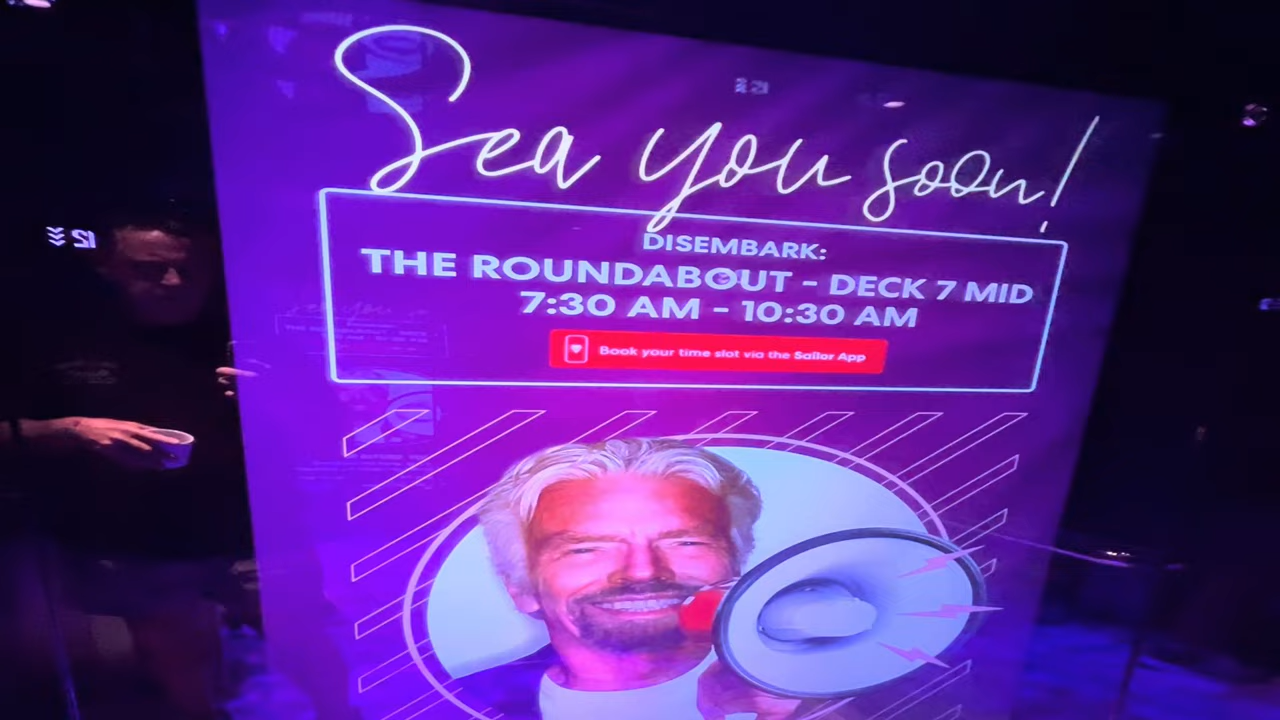 Sea you soon!
DISEMBARK:
THE ROUNDABOUT - DECK 7 MID
7:30 AM - 10:30 AM
Book your time slot via the Sailor App
12